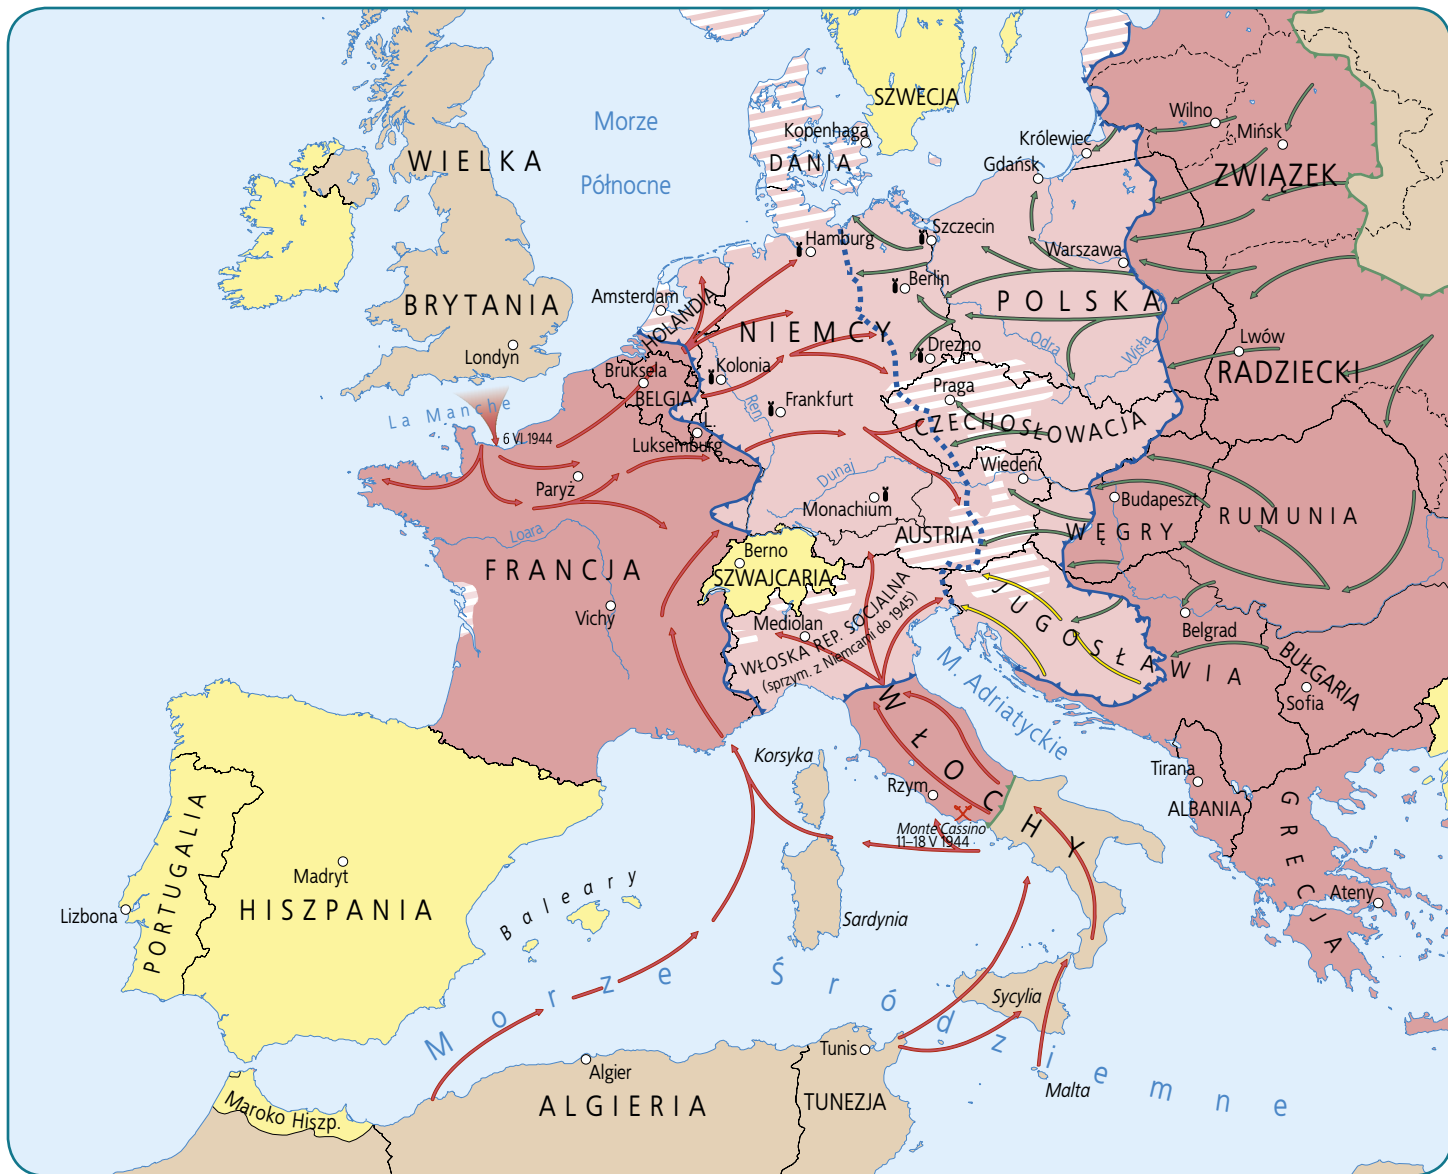 SZWECJA
Morze
Północne
Kopenhaga
DANIA
WIELKA
BRYTANIA
Londyn
Wilno
Mińsk
Królewiec
Gdańsk
ZWIĄZEK
RADZIECKI
Hamburg
Szczecin
Warszawa
Berlin
Amsterdam
HOLANDIA
NIEMCY
POLSKA
Odra
Wisła
Lwów
Drezno
Bruksela
BELGIA
Kolonia
Ren
Praga
Frankfurt
La Manche
6 VI 1944
L.
Luksemburg
CZECHOSŁOWACJA
Paryż
Dunaj
Wiedeń
Monachium
Budapeszt
RUMUNIA
Loara
AUSTRIA
WĘGRY
Berno
SZWAJCARIA
FRANCJA
Vichy
Mediolan
WŁOSKA REP. SOCJALNA
(sprzym. z Niemcami do 1945)
JUGOSŁAWIA
Belgrad
BUŁGARIA
Sofia
M. Adriatyckie
WŁOCHY
Korsyka
Rzym
Monte Cassino
11–18 V 1944
Tirana
ALBANIA
GRECJA
Ateny
PORTUGALIA
Lizbona
Madryt
HISZPANIA
Baleary
Sardynia
Morze Śródziemne
Sycylia
Tunis
Algier
ALGIERIA
TUNEZJA
Malta
Maroko Hiszp.